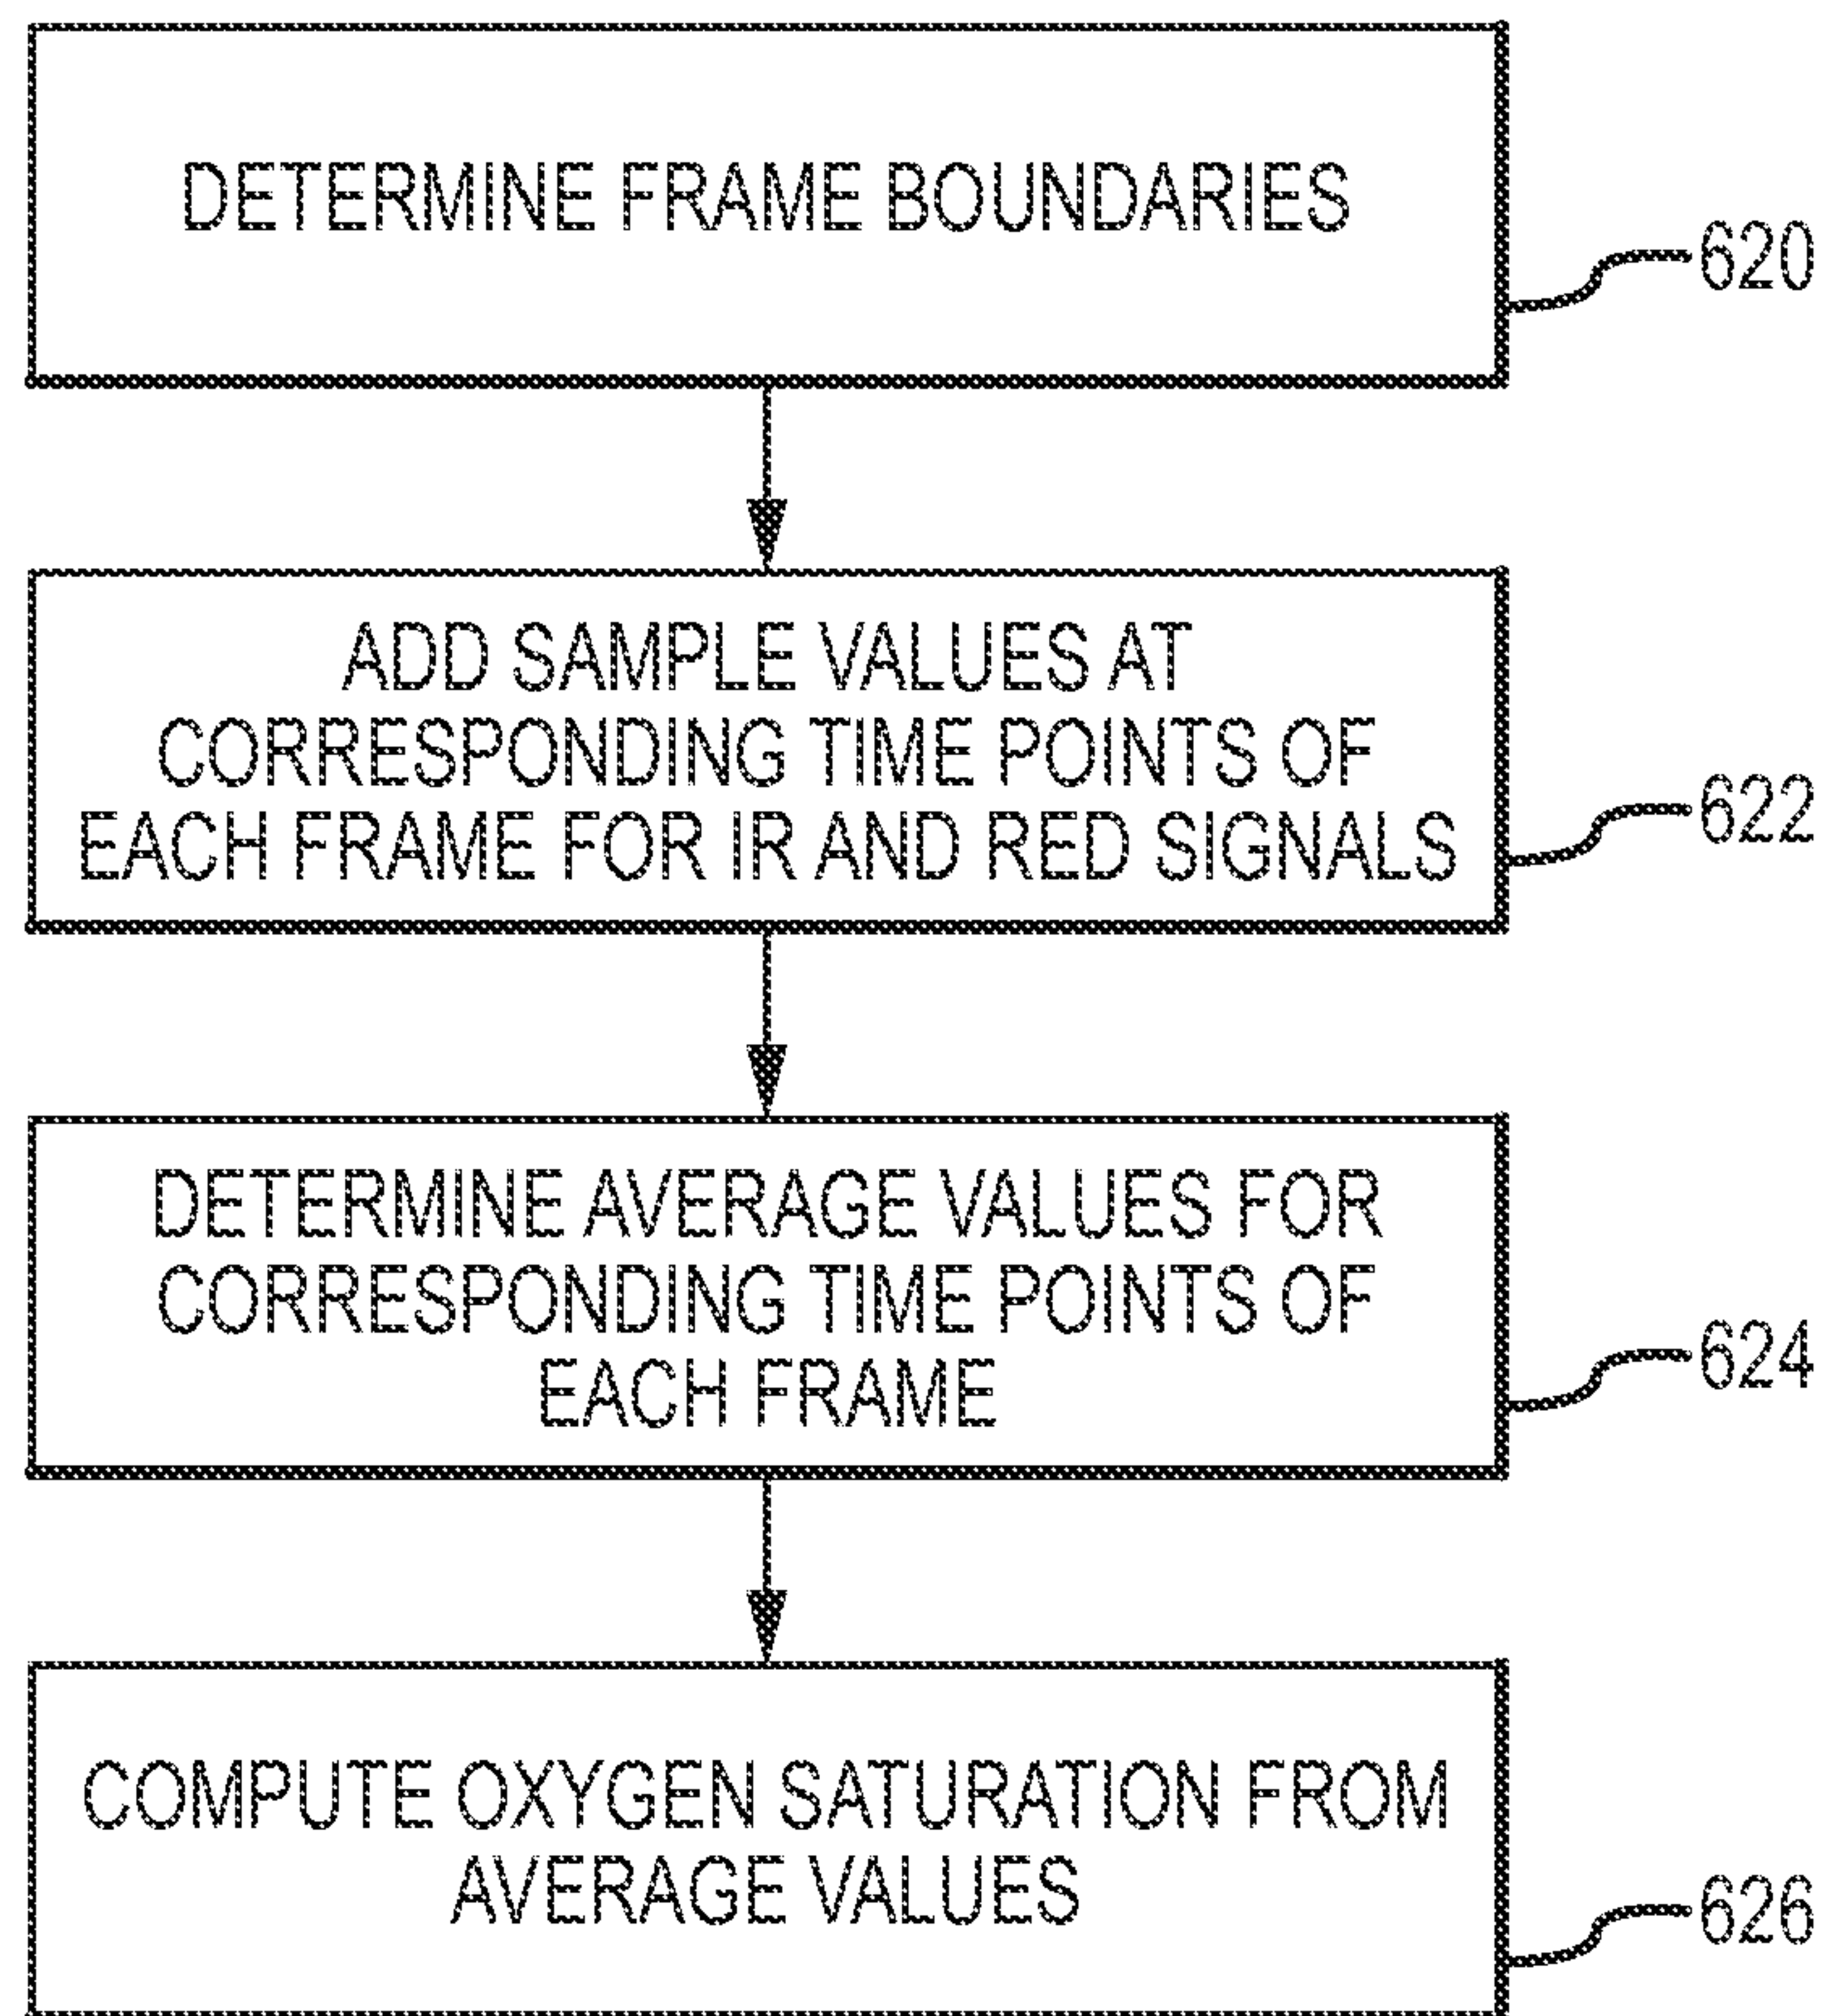 DETERMINE FRAME BOUNDARIES
620
ADD SAMPLE VALUES AT
CORRESPONDING TIME POINTS OF
EACH FRAME FOR IR AND RED SIGNALS
622
DETERMINE AVERAGE VALUES FOR
CORRESPONDING TIME POINTS OF
EACH FRAME
624
COMPUTE OXYGEN SATURATION FROM
AVERAGE VALUES
626